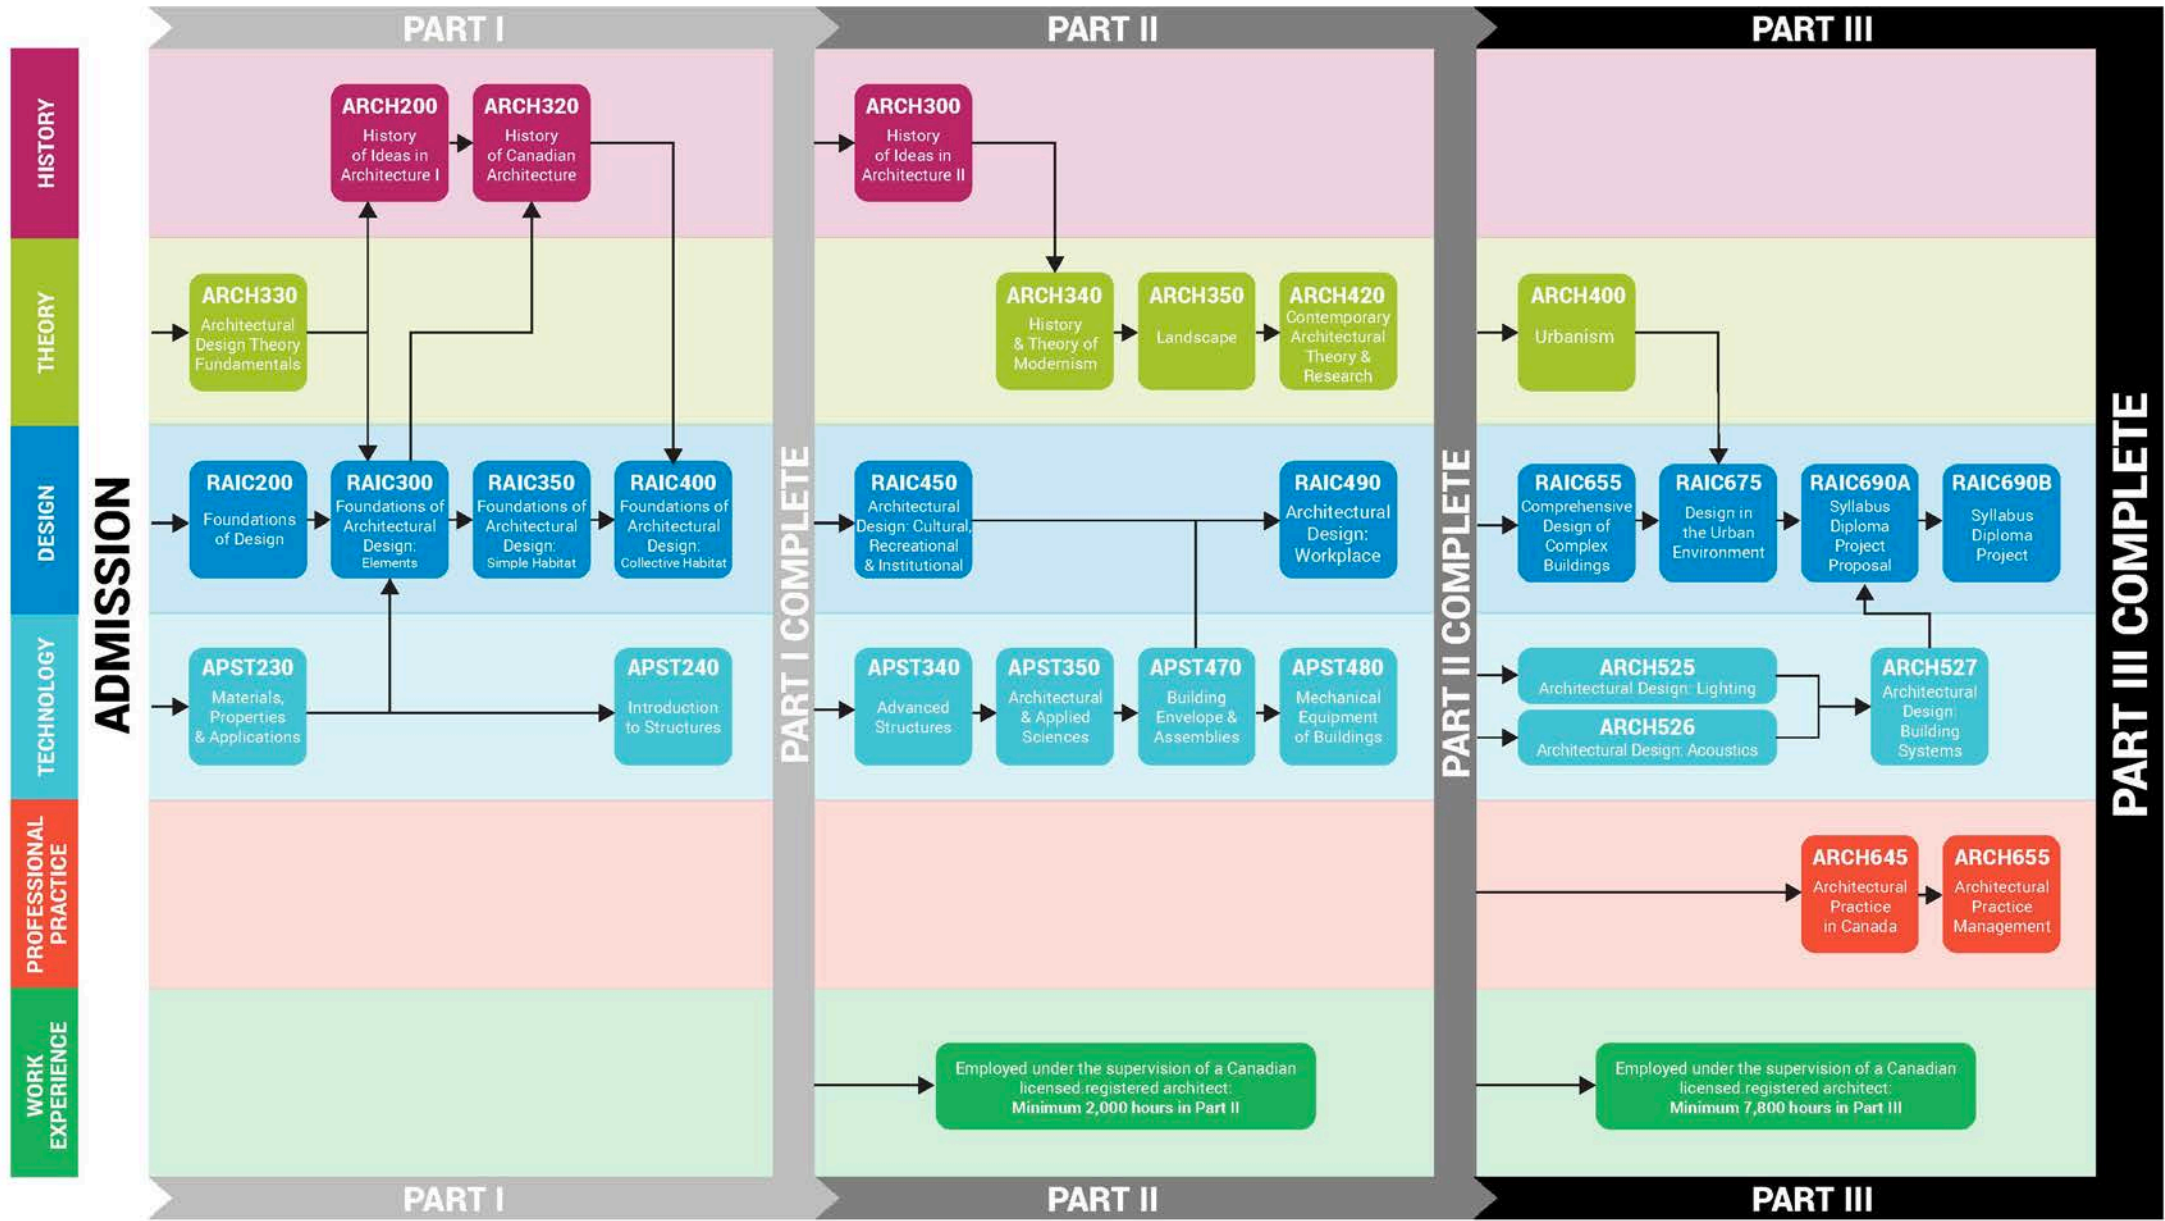 PART I
PART II
PART III
HISTORY
THEORY
DESIGN
TECHNOLOGY
PROFESSIONAL
PRACTICE
WORK
EXPERIENCE
ADMISSION
ARCH200
History
of Ideas in
Architecture I
ARCH320
History
of Canadian
Architecture
ARCH330
Architectural
Design Theory
Fundamentals
RAIC200
Foundations
of Design
RAIC300
Foundations of
Architectural
Design:
Elements
RAIC350
Foundations of
Architectural
Design:
Simple Habitat
RAIC400
Foundations of
Architectural
Design:
Collective Habitat
APST230
Materials,
Properties
& Applications
APST240
Introduction
to Structures
PART I COMPLETE
ARCH300
History
of Ideas in
Architecture II
ARCH340
History
& Theory of
Modernism
ARCH350
Landscape
ARCH420
Contemporary
Architectural
Theory &
Research
RAIC450
Architectural
Design: Cultural,
Recreational
& Institutional
RAIC490
Architectural
Design:
Workplace
APST340
Advanced
Structures
APST350
Architectural
& Applied
Sciences
APST470
Building
Envelope &
Assemblies
APST480
Mechanical
Equipment
of Buildings
Employed under the supervision of a Canadian
licensed.registered architect:
Minimum 2,000 hours in Part II
PART II COMPLETE
ARCH400
Urbanism
RAIC655
Comprehensive
Design of
Complex
Buildings
RAIC675
Design in
the Urban
Environment
RAIC690A
Syllabus
Diploma
Project
Proposal
RAIC690B
Syllabus
Diploma
Project
ARCH525
Architectural Design: Lighting
ARCH526
Architectural Design: Acoustics
ARCH527
Architectural
Design:
Building
Systems
ARCH645
Architectural
Practice
in Canada
ARCH655
Architectural
Practice
Management
Employed under the supervision of a Canadian
licensed.registered architect:
Minimum 7,800 hours in Part III
PART III COMPLETE
PART I
PART II
PART III